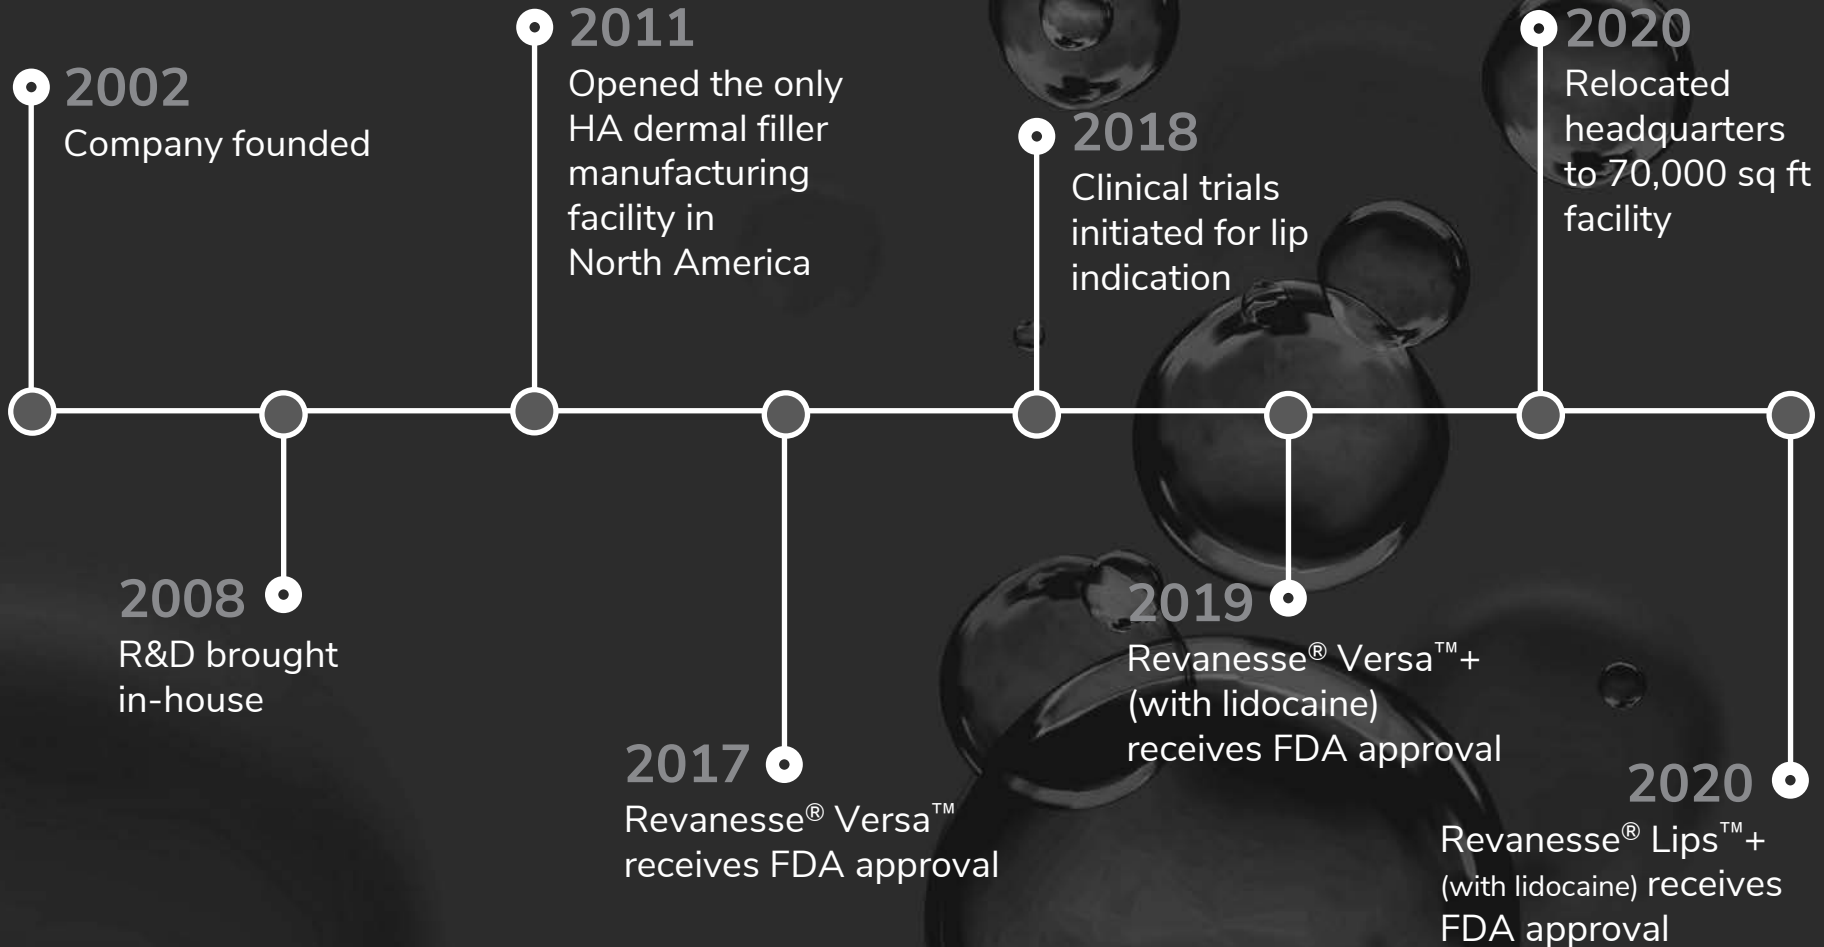 2002
Company founded
2008
R&D brought
in-house
2011
Opened the only
HA dermal filler
manufacturing
facility in
North America
2017
Revanesse® Versa™
receives FDA approval
2018
Clinical trials
initiated for lip
indication
2019
Revanesse® Versa™+
(with lidocaine)
receives FDA approval
2020
Relocated
headquarters
to 70,000 sq ft
facility
2020
Revanesse® Lips™+
(with lidocaine) receives
FDA approval